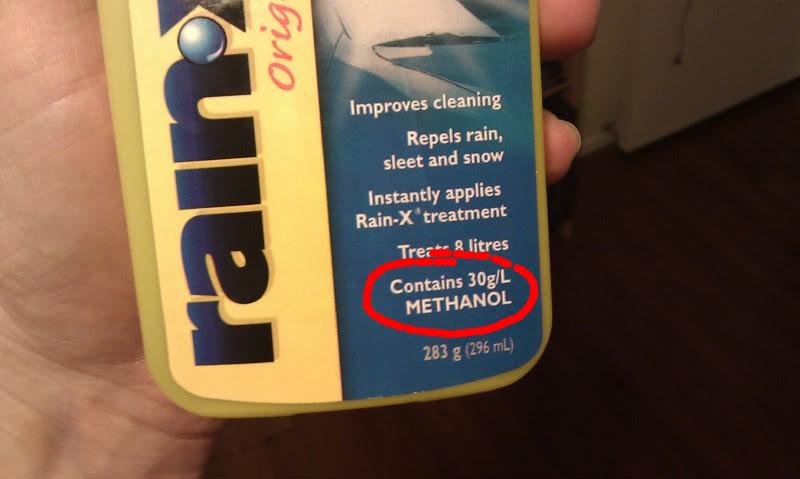 rain-x
Orig
Improves cleaning
Repels rain,
sleet and snow
Instantly applies
Rain-X® treatment
Treats 8 litres
Contains 30g/L
METHANOL
283 g (296 mL)